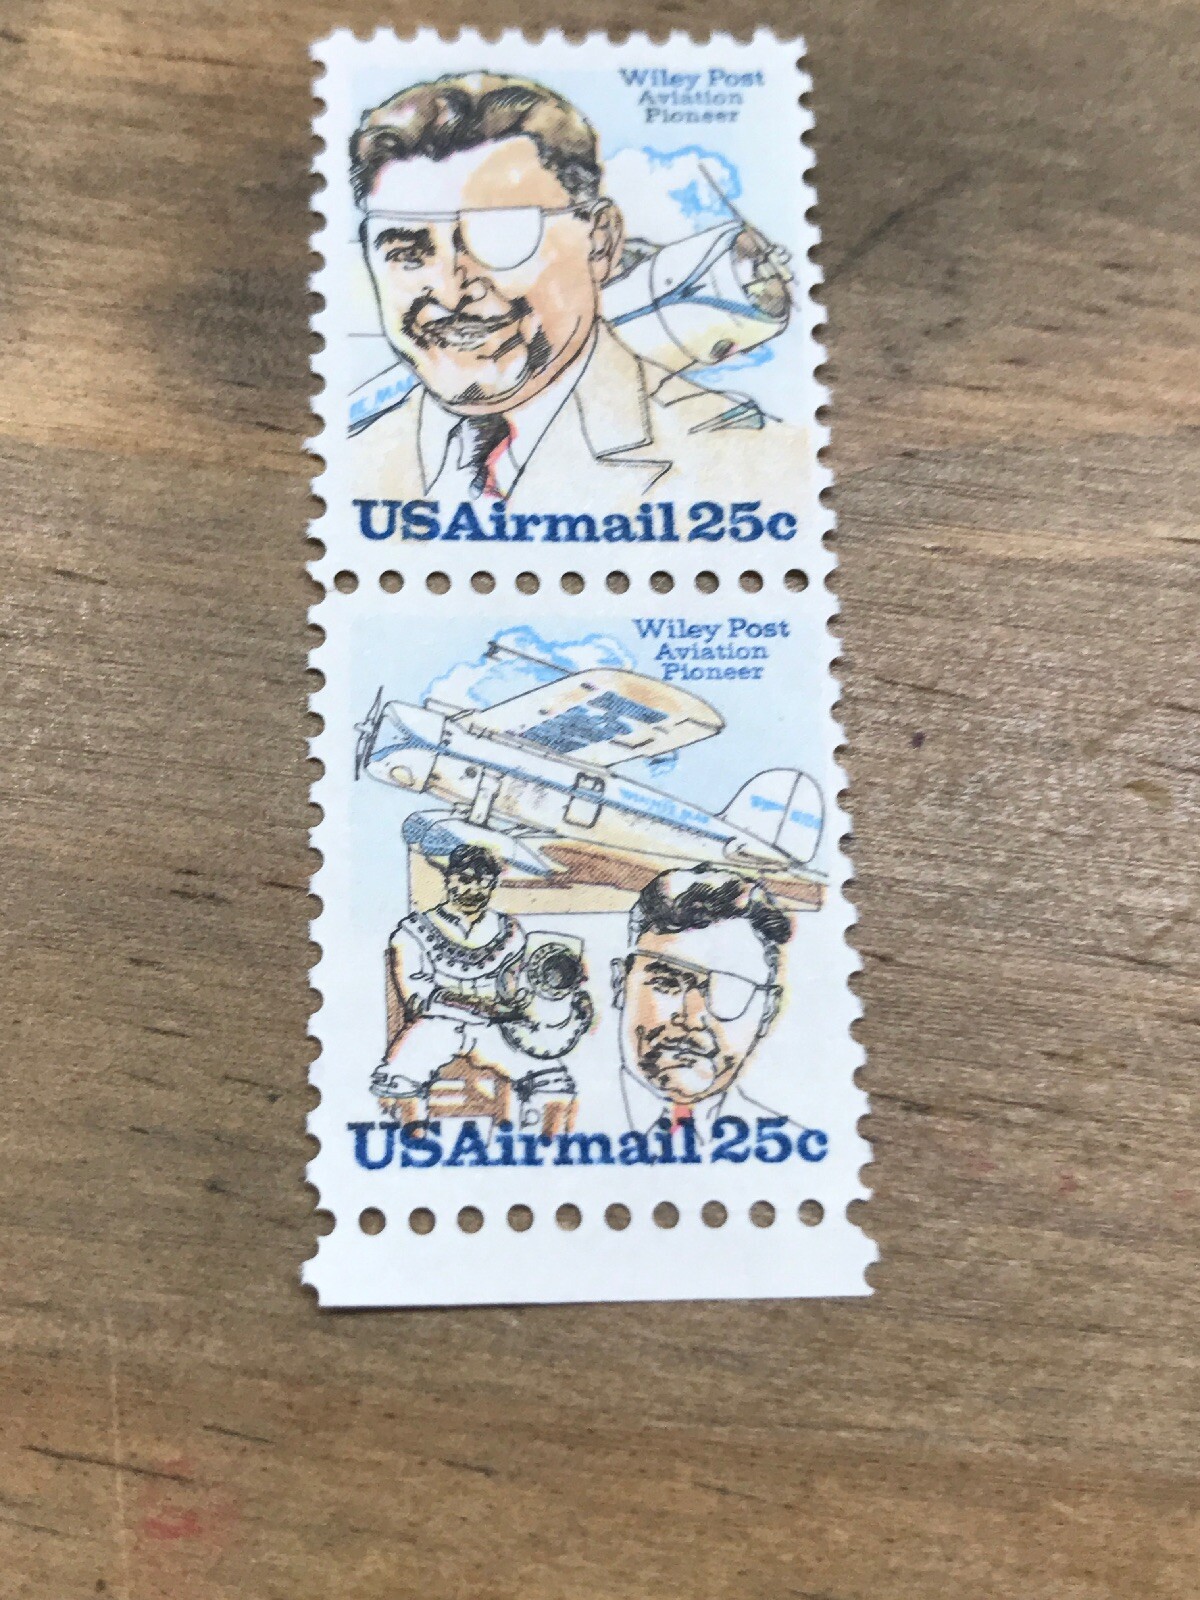 Wiley Post
Aviation
Pioneer
USAirmail 25c
Wiley Post
Aviation
Pioneer
USAirmail 25c